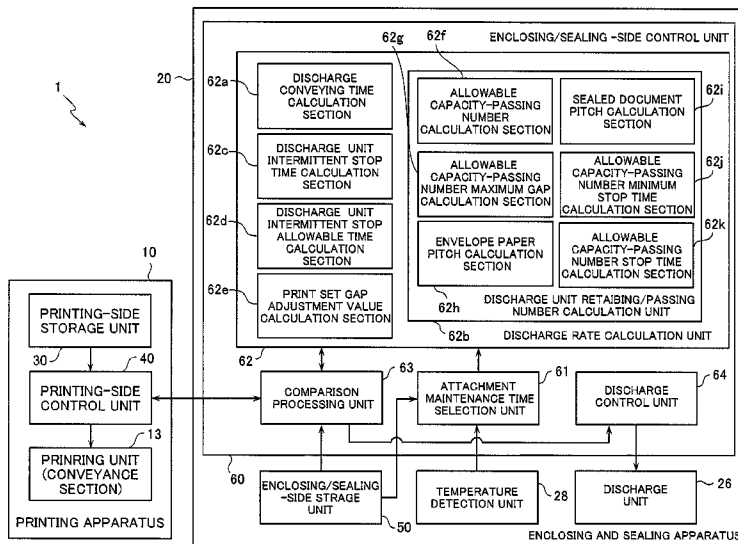 ENCLOSING/SEALING -SIDE CONTROL UNIT
20
1
62a
DISCHARGE
CONVEYING TIME
CALCULATION
SECTION
62c
DISCHARGE UNIT
INTERMITTENT STOP
TIME CALCULATION
SECTION
62d
DISCHARGE UNIT
INTERMITTENT STOP
ALLOWABLE TIME
CALCULATION
SECTION
62e
PRINT SET GAP
ADJUSTMENT VALUE
CALCULATION SECTION
62f
62g
ALLOWABLE
CAPACITY-PASSING
NUMBER
CALCULATION SECTION
SEALED DOCUMENT
PITCH CALCULATION
SECTION
62i
ALLOWABLE
CAPACITY-PASSING
NUMBER MAXIMUM GAP
CALCULATION SECTION
ALLOWABLE
CAPACITY-PASSING
NUMBER MINIMUM
STOP TIME
CALCULATION SECTION
62j
ENVELOPE PAPER
PITCH CALCULATION
SECTION
62h
ALLOWABLE
CAPACITY-PASSING
NUMBER STOP TIME
CALCULATION SECTION
62k
DISCHARGE UNIT RETAIBING/PASSING
NUMBER CALCULATION UNIT
62b
DISCHARGE RATE CALCULATION UNIT
62
10
PRINTING-SIDE
STORAGE UNIT
30
40
PRINTING-SIDE
CONTROL UNIT
13
PRINRING UNIT
(CONVEYANCE
SECTION)
PRINTING APPARATUS
63
COMPARISON
PROCESSING UNIT
61
ATTACHMENT
MAINTENANCE TIME
SELECTION UNIT
64
DISCHARGE
CONTROL UNIT
60
ENCLOSING/SEALING
-SIDE STRAGE
UNIT
50
TEMPERATURE
DETECTION UNIT
28
DISCHARGE
UNIT
26
ENCLOSING AND SEALING APPARATUS